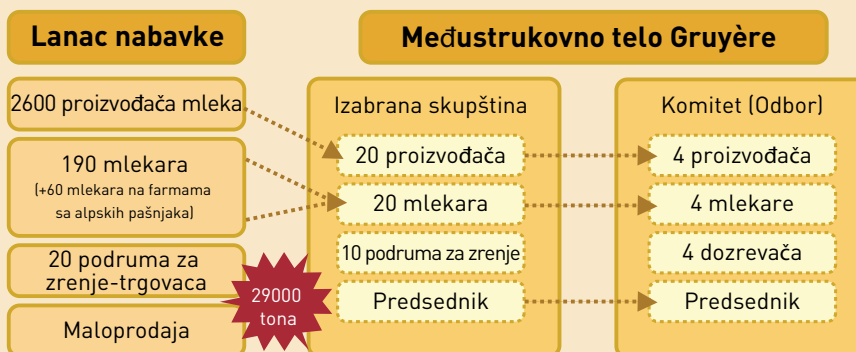 Lanac nabavke
2600 proizvođača mleka
190 mlekara
(+60 mlekara na farmama
sa alpskih pašnjaka)
20 podruma za
zrenje-trgovaca
Maloprodaja
29000
tona
Međustrukovno telo Gruyère
Izabrana skupština
20 proizvođača
20 mlekara
10 podruma za zrenje
Predsednik
Komitet (Odbor)
4 proizvođača
4 mlekare
4 dozrevača
Predsednik